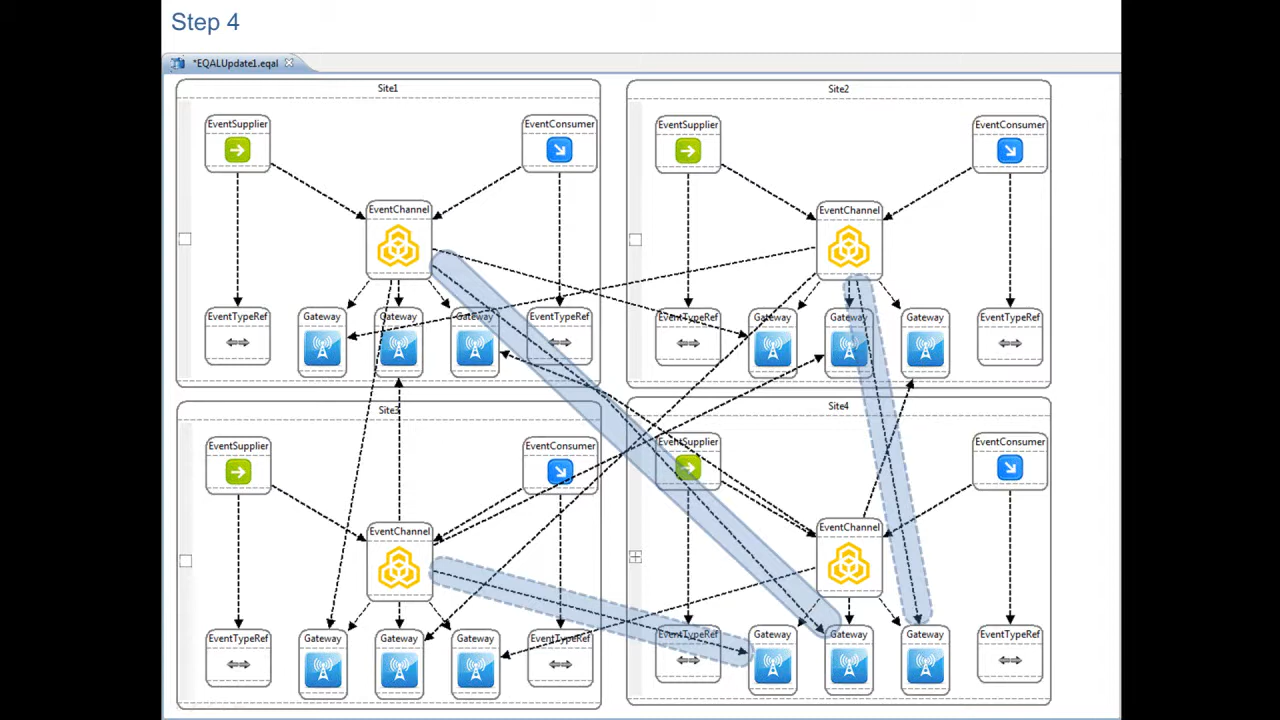 Step 4
*EQALUpdate1.eqal
Site1
EventSupplier
EventConsumer
EventChannel
EventTypeRef
Gateway
Gateway
Gateway
EventTypeRef
Site2
EventSupplier
EventConsumer
EventChannel
EventTypeRef
Gateway
Gateway
Gateway
EventTypeRef
Site3
EventSupplier
EventConsumer
EventChannel
EventTypeRef
Gateway
Gateway
Gateway
EventTypeRef
Site4
EventSupplier
EventConsumer
EventChannel
EventTypeRef
Gateway
Gateway
Gateway
EventTypeRef